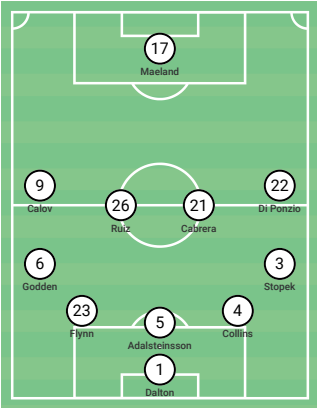 17
Maeland
9
22
Calov
Di Ponzio
26
21
Ruiz
Cabrera
6
3
Godden
Stopek
23
4
Flynn
Collins
5
Adalsteinsson
1
Dalton